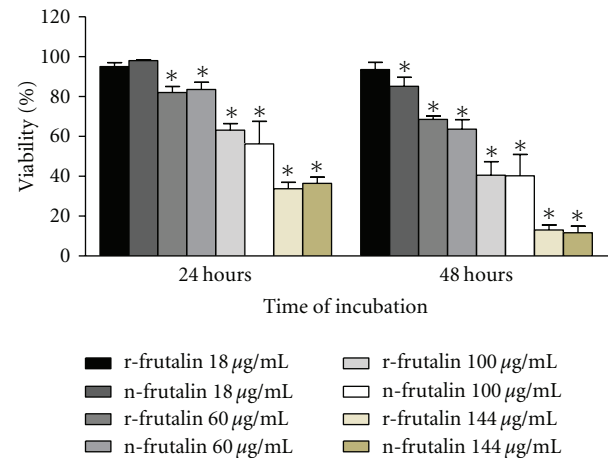 Viability (%)
120
100
80
60
40
20
0
* * * * * *
* * * * * * *
24 hours 48 hours
Time of incubation
r-frutalin 18 µg/mL r-frutalin 100 µg/mL
n-frutalin 18 µg/mL n-frutalin 100 µg/mL
r-frutalin 60 µg/mL r-frutalin 144 µg/mL
n-frutalin 60 µg/mL n-frutalin 144 µg/mL